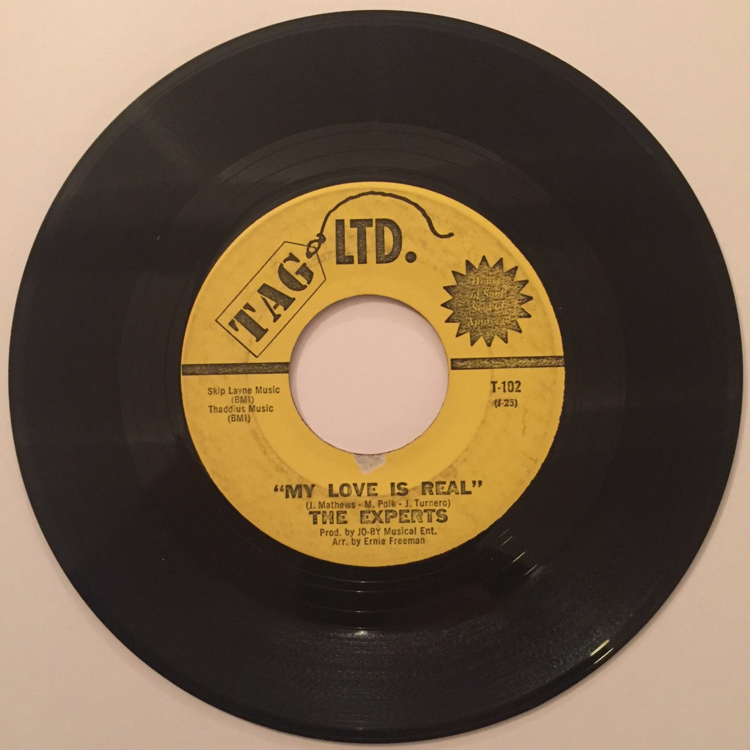 TAG LTD.
Skip Layne Music
(BMI)
Thaddius Music
(BMI)
T-102
(T-25)
"MY LOVE IS REAL"
(J. Mathews - M. Polk - J. Turnero)
THE EXPERTS
Prod. by JO-BY Musical Ent.
Arr. by Ernie Freeman